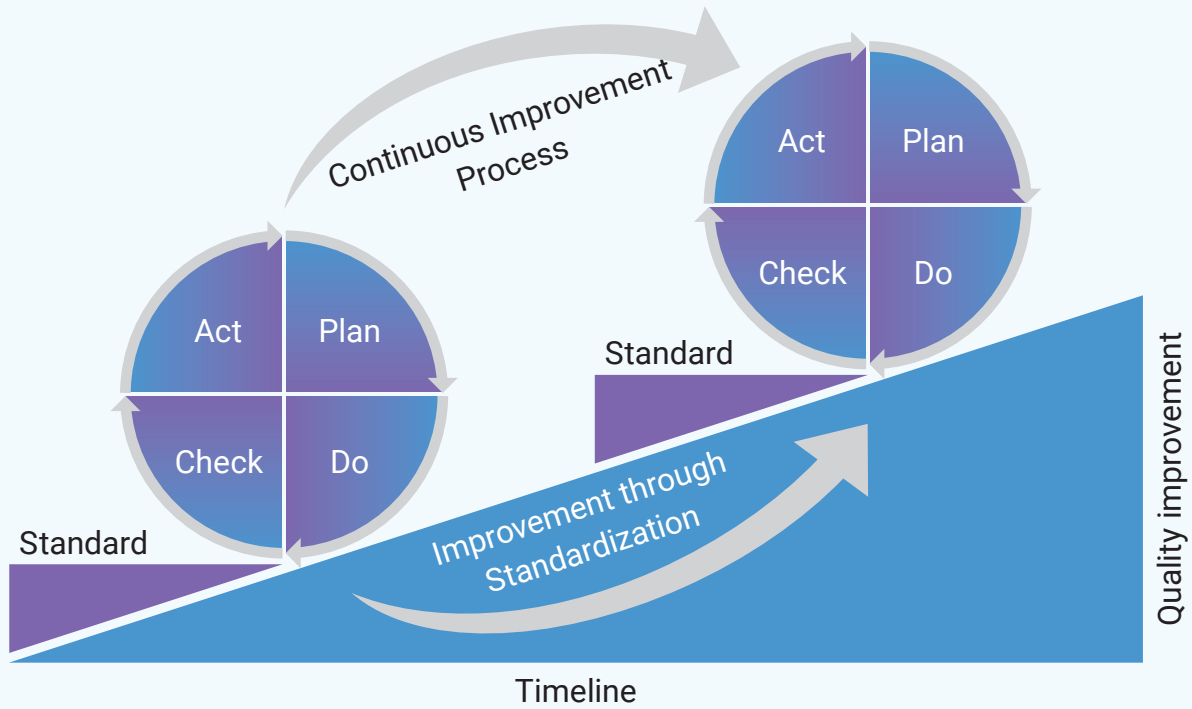 Continuous Improvement
Process
Act
Plan
Check
Do
Standard
Act
Plan
Check
Do
Standard
Improvement through
Standardization
Quality improvement
Timeline